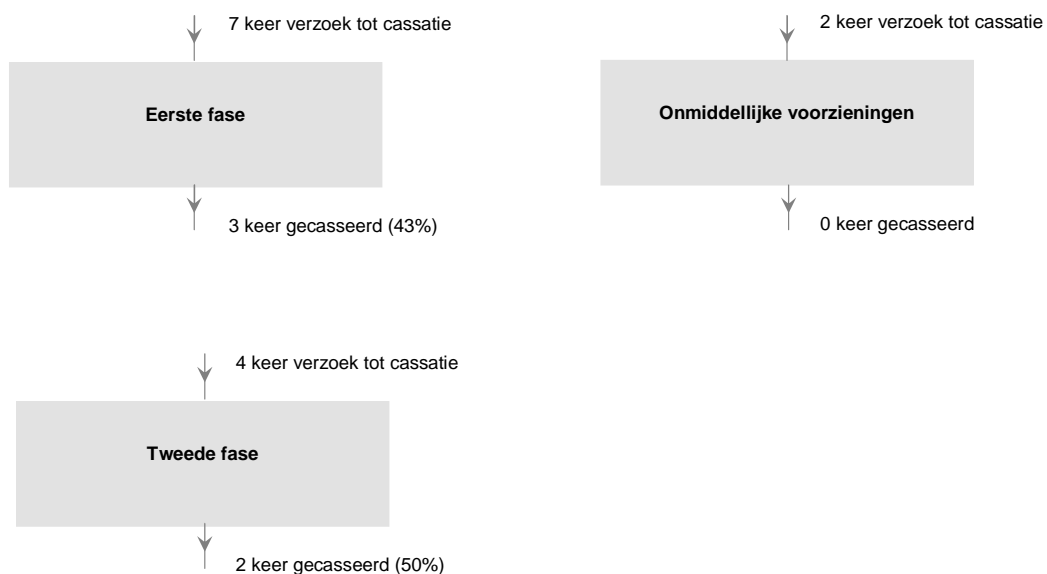 7 keer verzoek tot cassatie
2 keer verzoek tot cassatie
Eerste fase
Onmiddellijke voorzieningen
3 keer gecasseerd (43%)
0 keer gecasseerd
4 keer verzoek tot cassatie
Tweede fase
2 keer gecasseerd (50%)